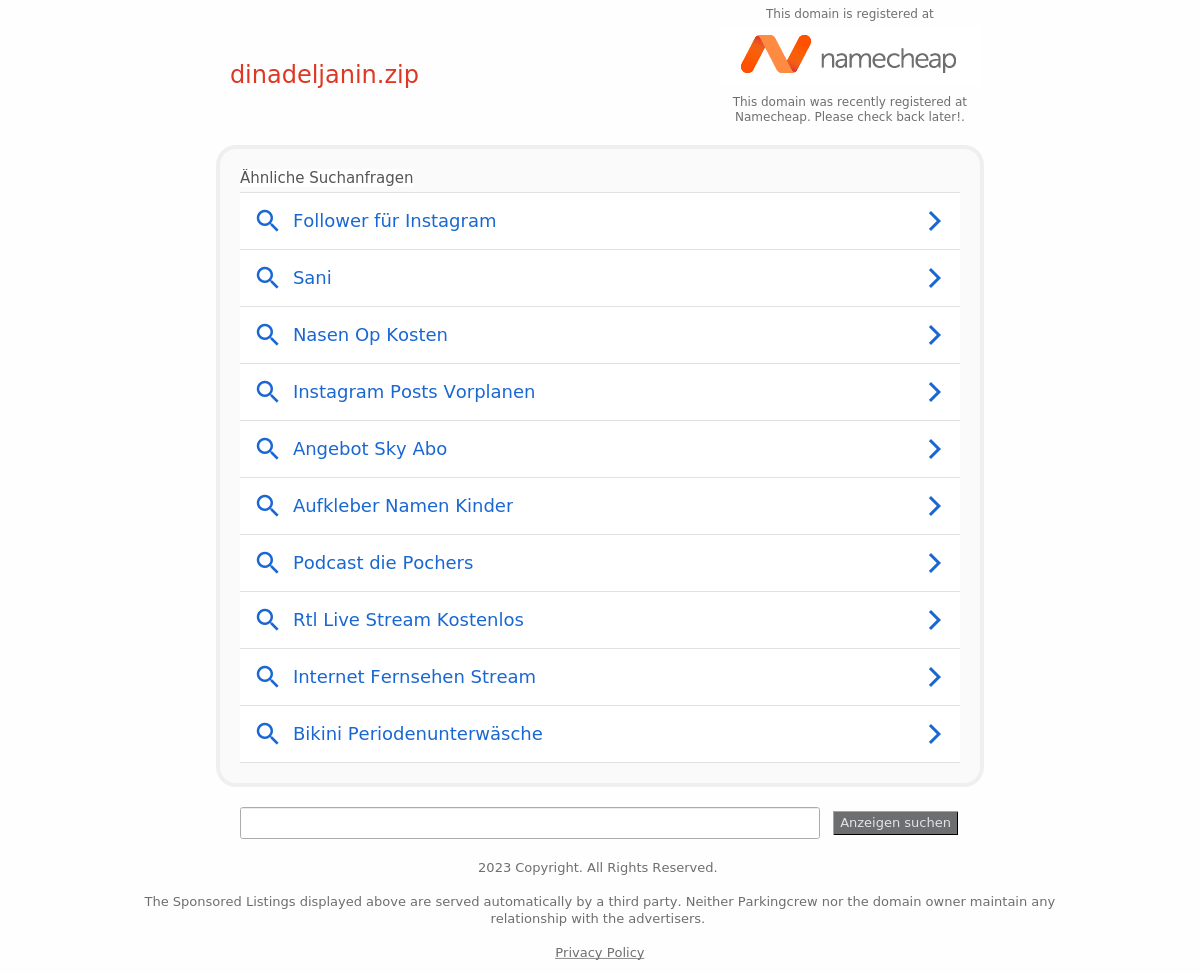 This domain is registered at
namecheap
dinadeljanin.zip
This domain was recently registered at
Namecheap. Please check back later!.
Ähnliche Suchanfragen
Follower für Instagram
Sani
Nasen Op Kosten
Instagram Posts Vorplanen
Angebot Sky Abo
Aufkleber Namen Kinder
Podcast die Pochers
Rtl Live Stream Kostenlos
Internet Fernsehen Stream
Bikini Periodenunterwäsche
Anzeigen suchen
2023 Copyright. All Rights Reserved.
The Sponsored Listings displayed above are served automatically by a third party. Neither Parkingcrew nor the domain owner maintain any
relationship with the advertisers.
Privacy Policy